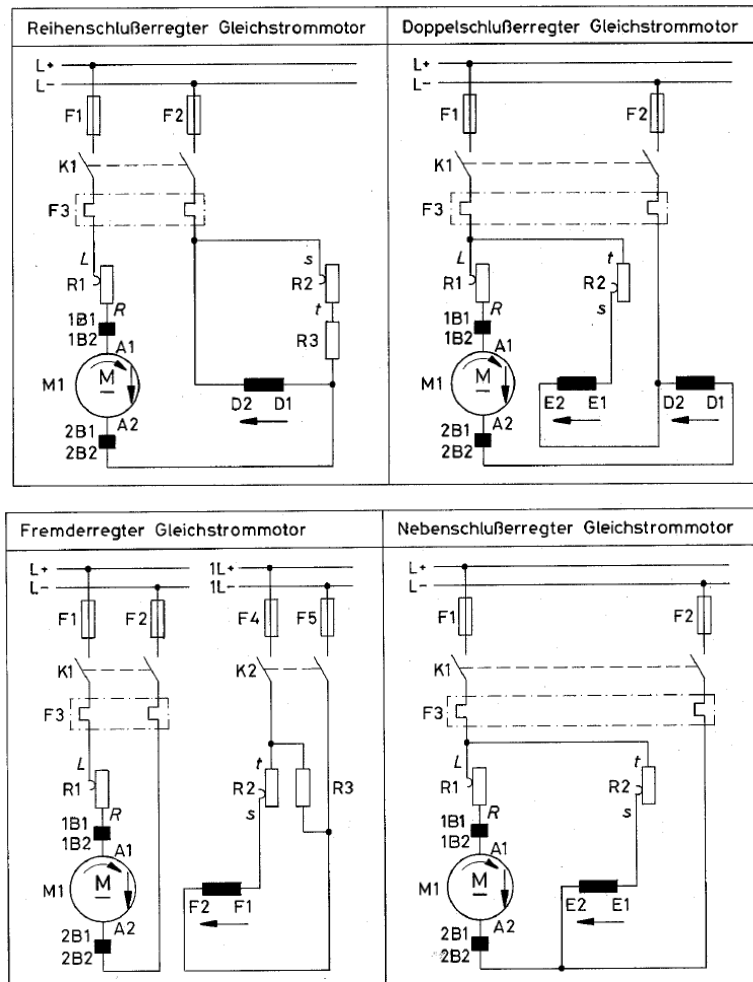 Reihenschlußerregter Gleichstrommotor
L+
L-
F1
F2
K1
F3
L
R1
R
1B1
1B2
A1
M1
M
A2
2B1
2B2
s
R2
t
R3
D2 D1
Doppelschlußerregter Gleichstrommotor
L+
L-
F1
F2
K1
F3
L
R1
R
1B1
1B2
A1
M1
M
A2
2B1
2B2
t
R2
s
E2 E1
D2 D1
Fremderregter Gleichstrommotor
L+
L-
F1
F2
K1
F3
L
R1
R
1B1
1B2
A1
M1
M
A2
2B1
2B2
1L+
1L-
F4
F5
K2
t
R2
s
R3
F2 F1
Nebenschlußerregter Gleichstrommotor
L+
L-
F1
F2
K1
F3
L
R1
R
1B1
1B2
A1
M1
M
A2
2B1
2B2
t
R2
s
E2 E1